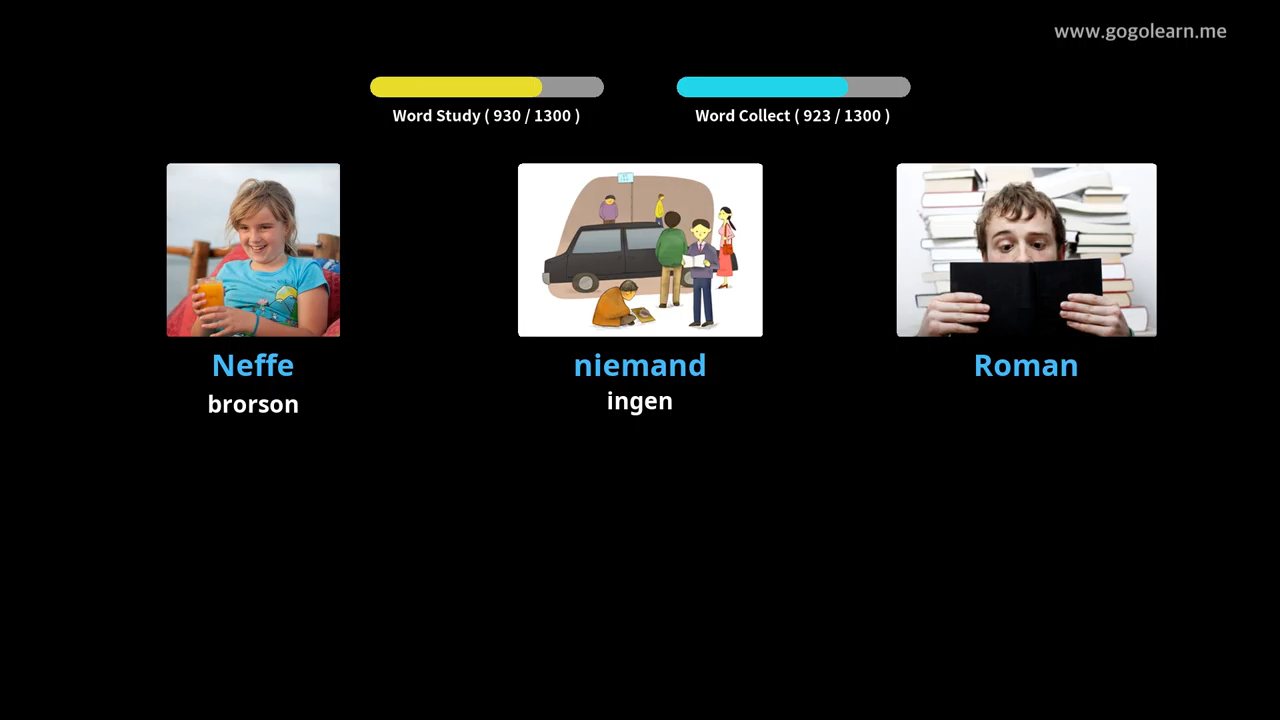 www.gogolearn.me
Word Study ( 930 / 1300 )
Word Collect ( 923 / 1300 )
Neffe
brorson
niemand
ingen
Roman